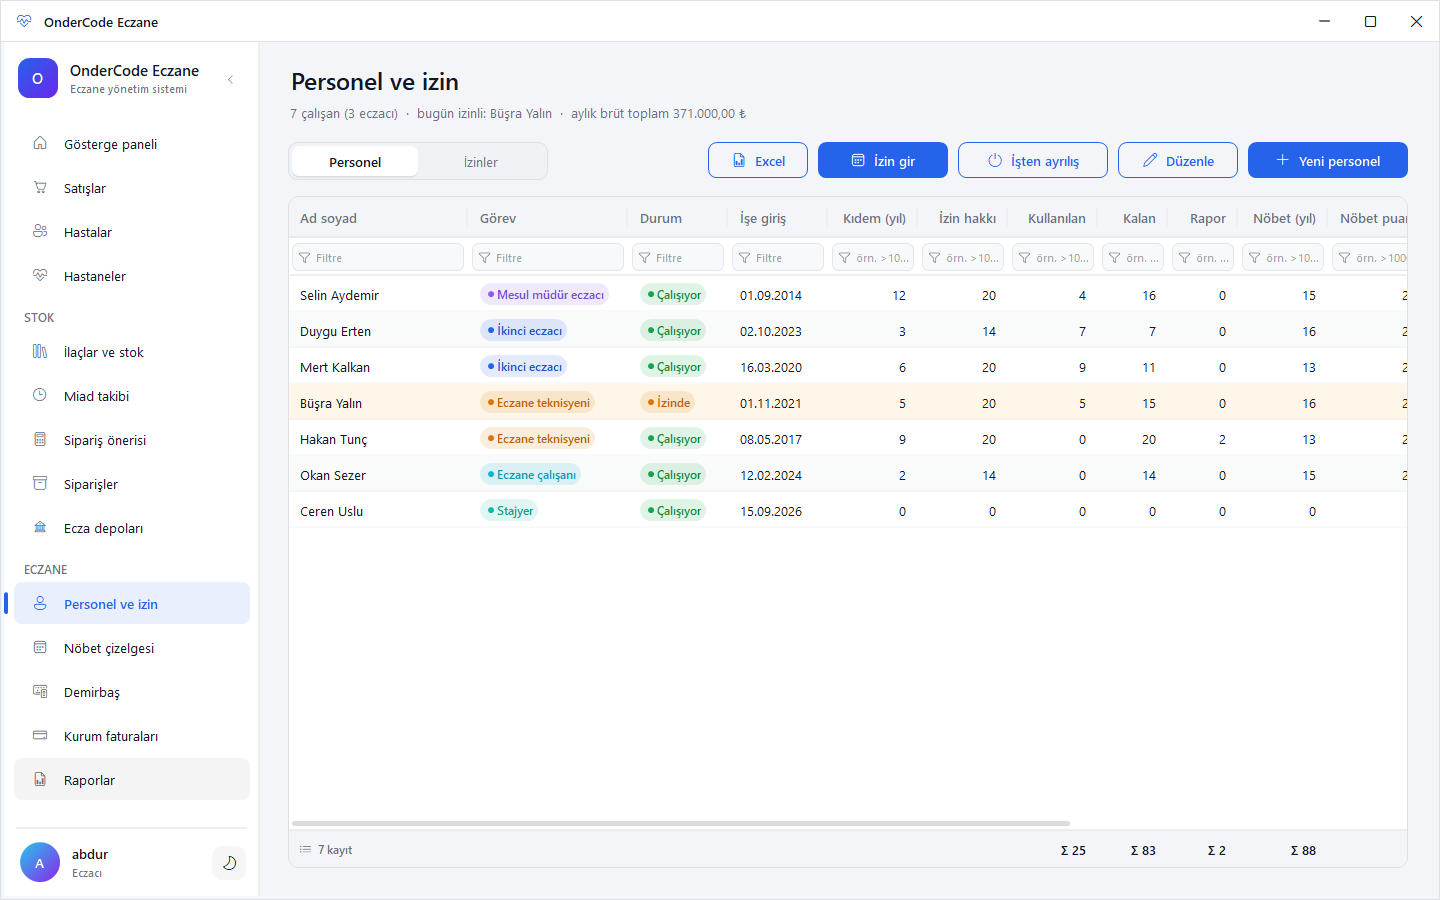 OnderCode Eczane
O
OnderCode Eczane
Eczane yönetim sistemi
Gösterge paneli
Satışlar
Hastalar
Hastaneler
STOK
İlaçlar ve stok
Miad takibi
Sipariş önerisi
Siparişler
Ecza depoları
ECZANE
Personel ve izin
Nöbet çizelgesi
Demirbaş
Kurum faturaları
Raporlar
A
abdur
Eczacı
Personel ve izin
7 çalışan (3 eczacı) · bugün izinli: Büşra Yalın · aylık brüt toplam 371.000,00 ₺
Personel İzinler
Excel İzin gir İşten ayrılış Düzenle Yeni personel
Ad soyad Görev Durum İşe giriş Kıdem (yıl) İzin hakkı Kullanılan Kalan Rapor Nöbet (yıl) Nöbet puan
Filtre Filtre Filtre Filtre örn. >10... örn. >10... örn. >10... örn. ... örn. ... örn. >10... örn. >100
Selin Aydemir Mesul müdür eczacı Çalışıyor 01.09.2014 12 20 4 16 0 15 2
Duygu Erten İkinci eczacı Çalışıyor 02.10.2023 3 14 7 7 0 16 2
Mert Kalkan İkinci eczacı Çalışıyor 16.03.2020 6 20 9 11 0 13 2
Büşra Yalın Eczane teknisyeni İzinde 01.11.2021 5 20 5 15 0 16 2
Hakan Tunç Eczane teknisyeni Çalışıyor 08.05.2017 9 20 0 20 2 13 2
Okan Sezer Eczane çalışanı Çalışıyor 12.02.2024 2 14 0 14 0 15 2
Ceren Uslu Stajyer Çalışıyor 15.09.2026 0 0 0 0 0 0
7 kayıt Σ 25 Σ 83 Σ 2 Σ 88